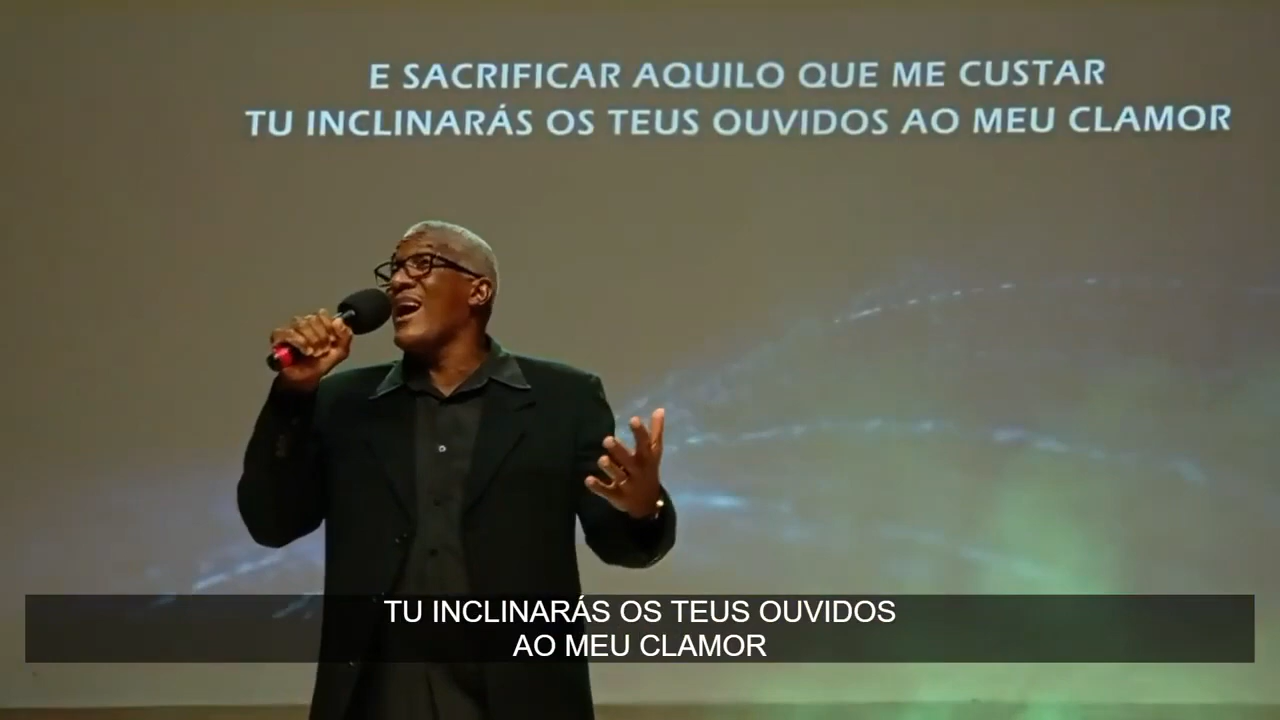 E SACRIFICAR AQUILO QUE ME CUSTAR
TU INCLINARÁS OS TEUS OUVIDOS AO MEU CLAMOR
TU INCLINARÁS OS TEUS OUVIDOS
AO MEU CLAMOR